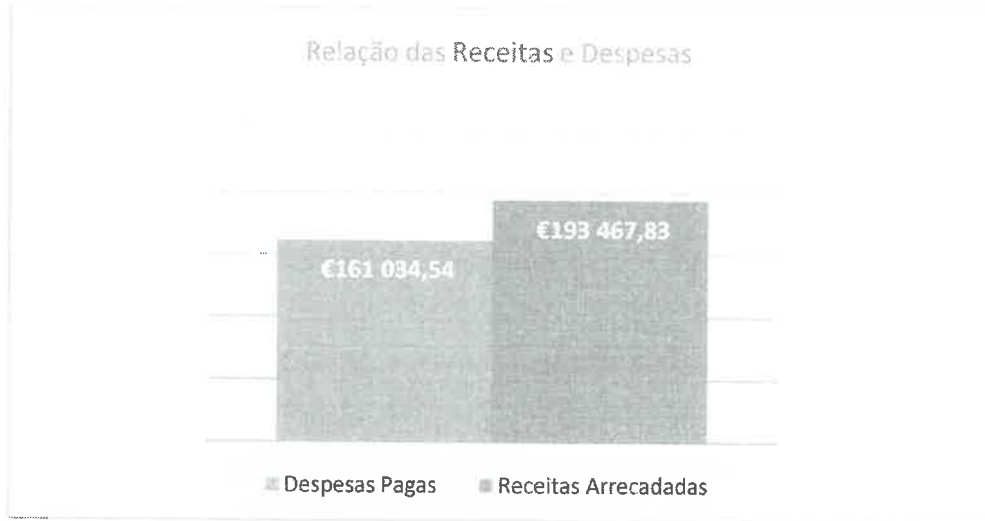 Relação das Receitas e Despesas
€193 467,83
€161 034,54
Despesas Pagas
Receitas Arrecadadas